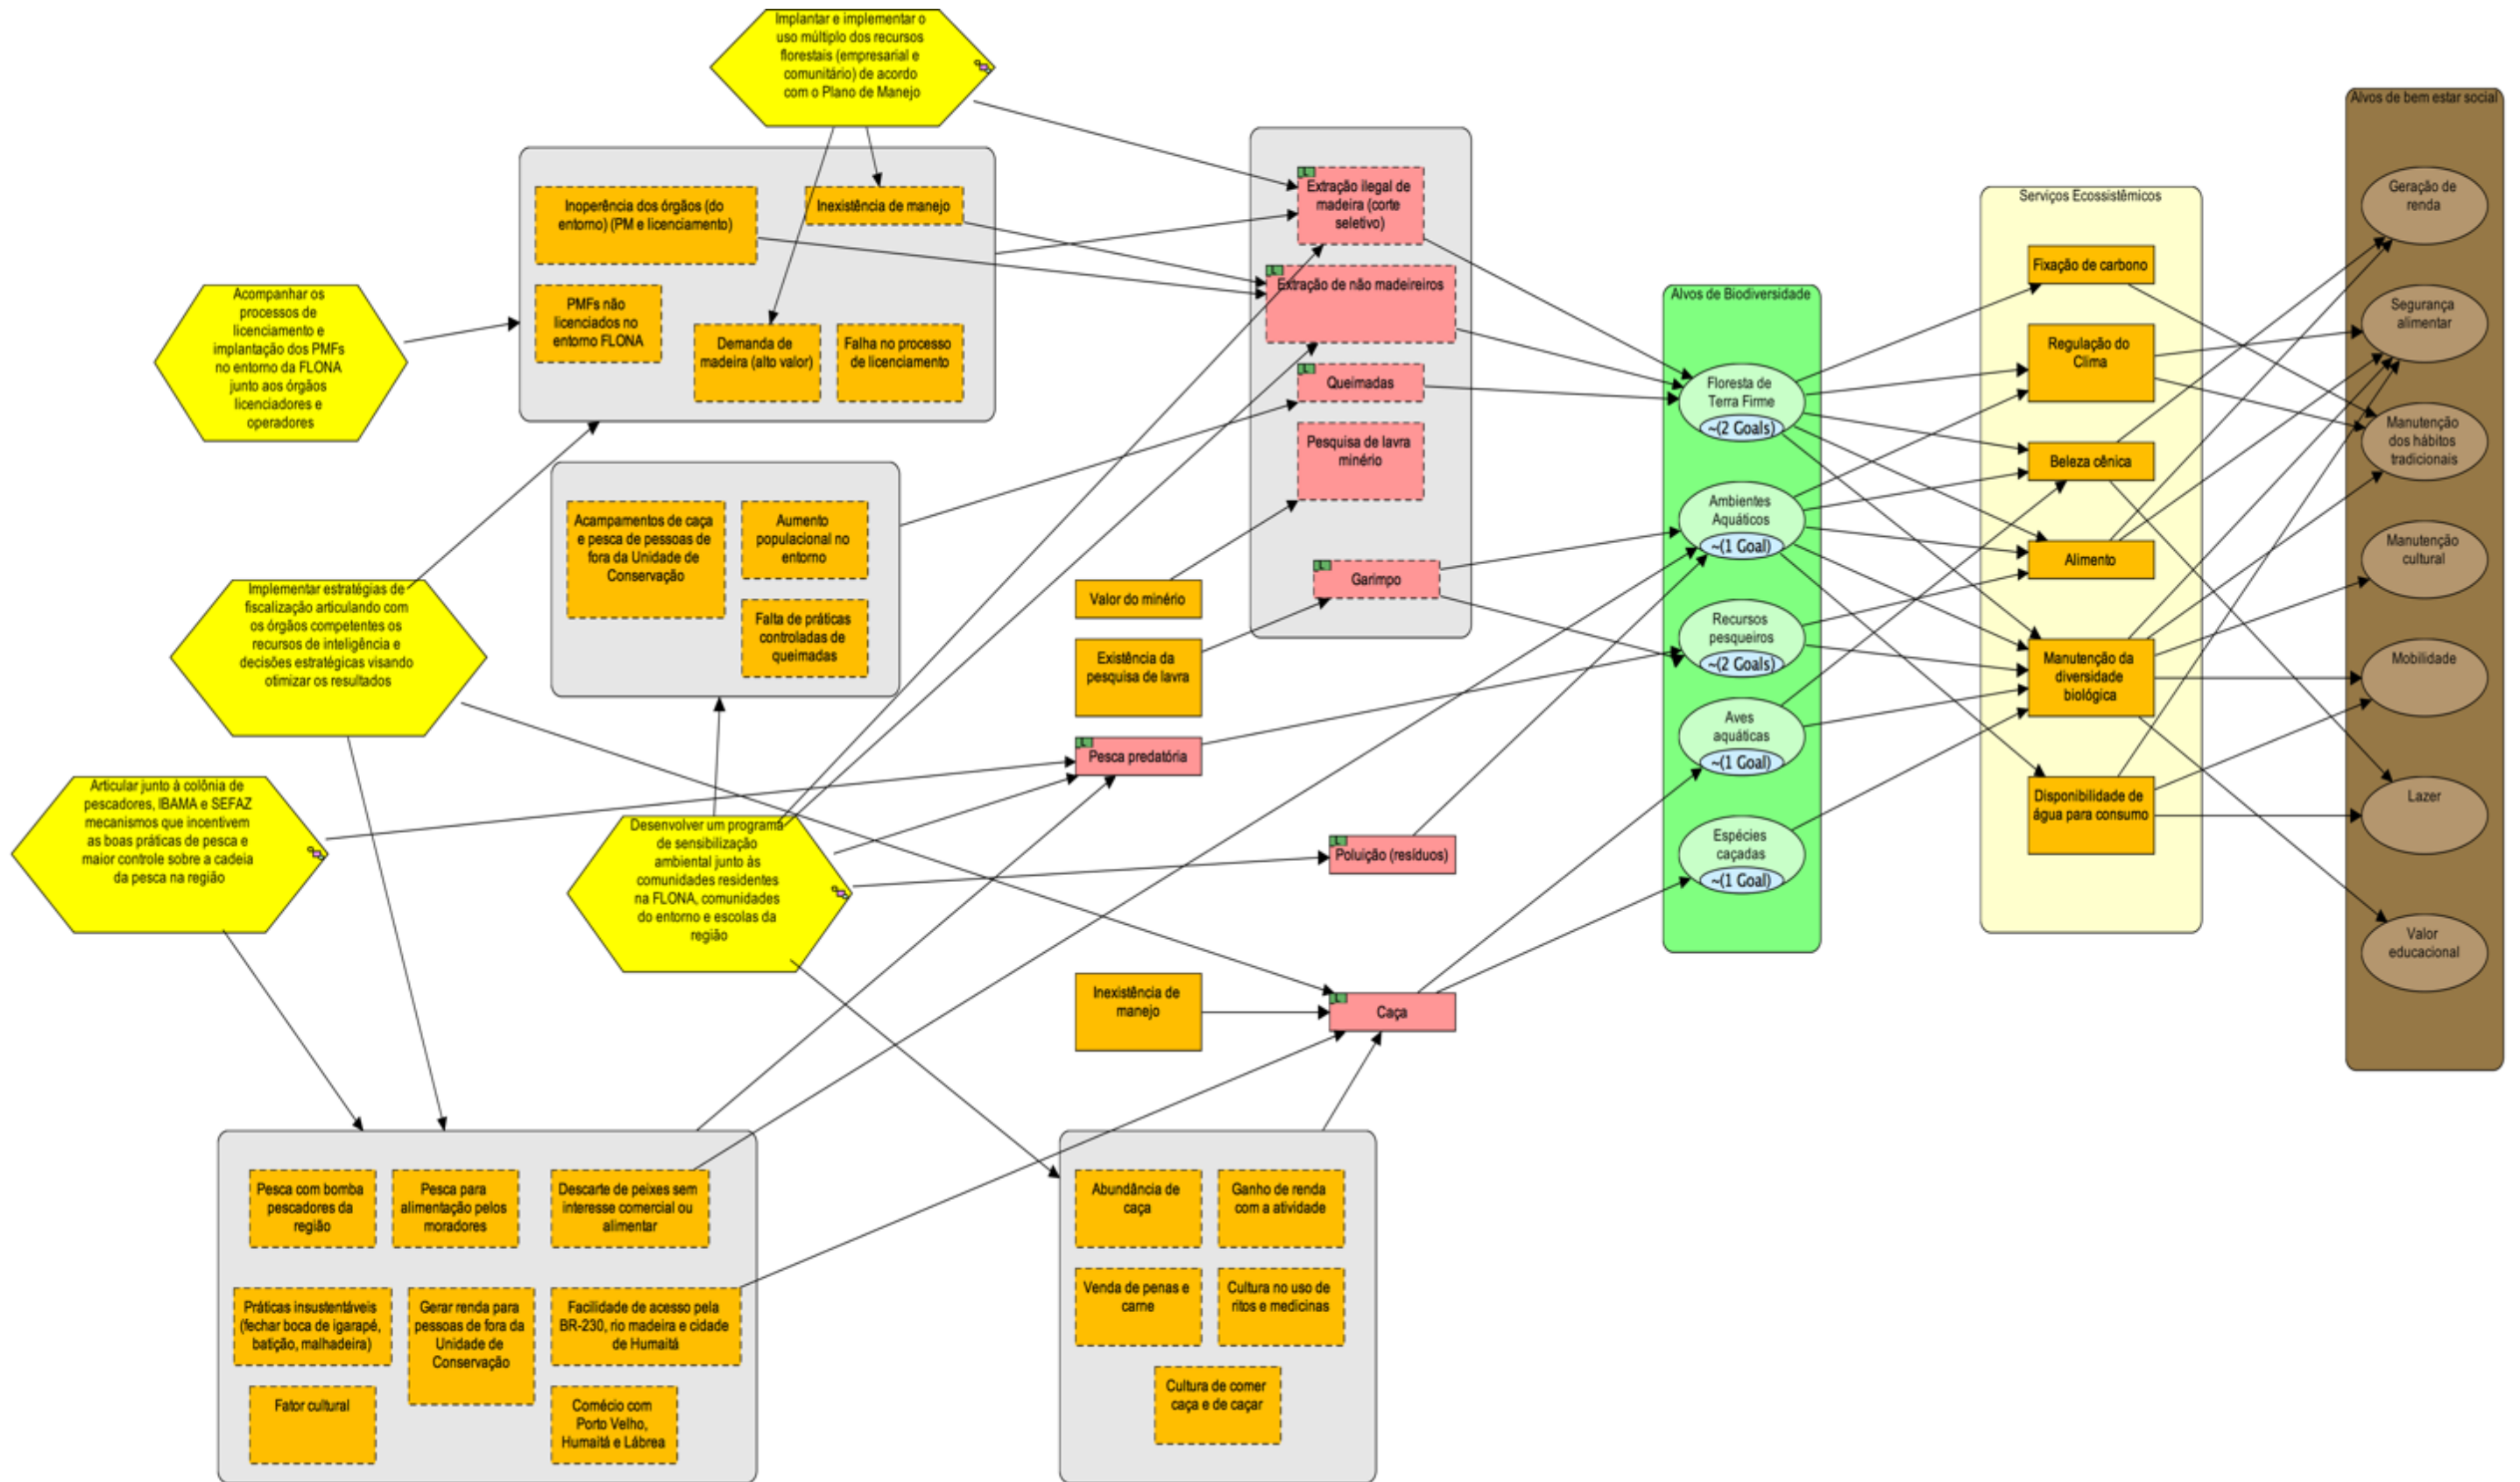 Implantar e implementar o
uso múltiplo dos recursos
florestais (empresarial e
comunitário) de acordo
com o Plano de Manejo
Acompanhar os
processos de
licenciamento e
implantação dos PMFs
no entorno da FLONA
junto aos órgãos
licenciadores e
operadores
Implementar estratégias de
fiscalização articulando com
os órgãos competentes os
recursos de inteligência e
decisões estratégicas visando
otimizar os resultados
Articular junto à colônia de
pescadores, IBAMA e SEFAZ
mecanismos que incentivem
as boas práticas de pesca e
maior controle sobre a cadeia
da pesca na região
Desenvolver um programa
de sensibilização
ambiental junto às
comunidades residentes
na FLONA, comunidades
do entorno e escolas da
região
Inoperência dos órgãos (do
entorno) (PM e licenciamento)
Inexistência de manejo
PMFs não
licenciados no
entorno FLONA
Demanda de
madeira (alto valor)
Falha no processo
de licenciamento
Acampamentos de caça
e pesca de pessoas de
fora da Unidade de
Conservação
Aumento
populacional no
entorno
Falta de práticas
controladas de
queimadas
Pesca com bomba
pescadores da
região
Pesca para
alimentação pelos
moradores
Descarte de peixes sem
interesse comercial ou
alimentar
Práticas insustentáveis
(fechar boca de igarapé,
batição, malhadeira)
Gerar renda para
pessoas de fora da
Unidade de
Conservação
Facilidade de acesso pela
BR-230, rio madeira e cidade
de Humaitá
Fator cultural
Comécio com
Porto Velho,
Humaitá e Lábrea
Valor do minério
Existência da
pesquisa de lavra
L
Pesca predatória
Inexistência de
manejo
Abundância de
caça
Ganho de renda
com a atividade
Venda de penas e
carne
Cultura no uso de
ritos e medicinas
Cultura de comer
caça e de caçar
L
Extração ilegal de
madeira (corte
seletivo)
L
Extração de não madeireiros
L
Queimadas
Pesquisa de lavra
minério
L
Garimpo
L
Poluição (resíduos)
L
Caça
Alvos de Biodiversidade
Floresta de
Terra Firme
~(2 Goals)
Ambientes
Aquáticos
~(1 Goal)
Recursos
pesqueiros
~(2 Goals)
Aves
aquáticas
~(1 Goal)
Espécies
caçadas
~(1 Goal)
Serviços Ecossistêmicos
Fixação de carbono
Regulação do
Clima
Beleza cênica
Alimento
Manutenção da
diversidade
biológica
Disponibilidade de
água para consumo
Alvos de bem estar social
Geração de
renda
Segurança
alimentar
Manutenção
dos hábitos
tradicionais
Manutenção
cultural
Mobilidade
Lazer
Valor
educacional